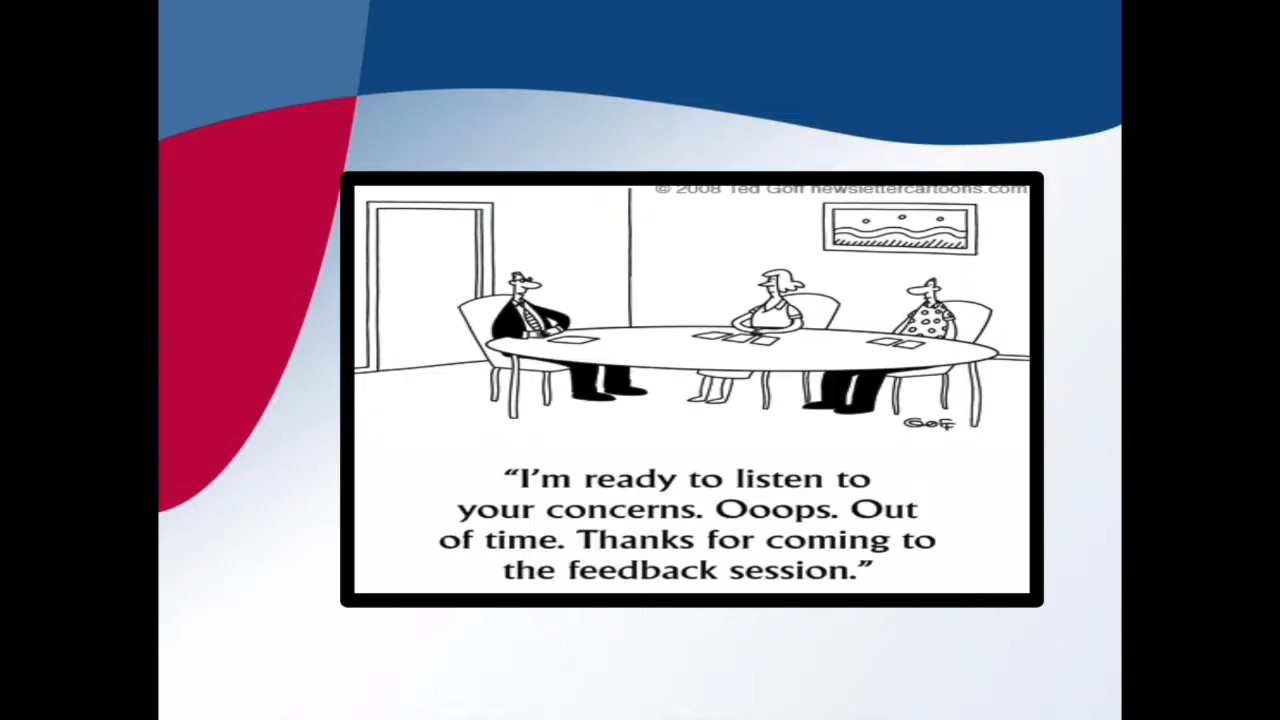 © 2008 Ted Goff newslettercartoons.com
GOFF
“I’m ready to listen to
your concerns. Ooops. Out
of time. Thanks for coming to
the feedback session.”